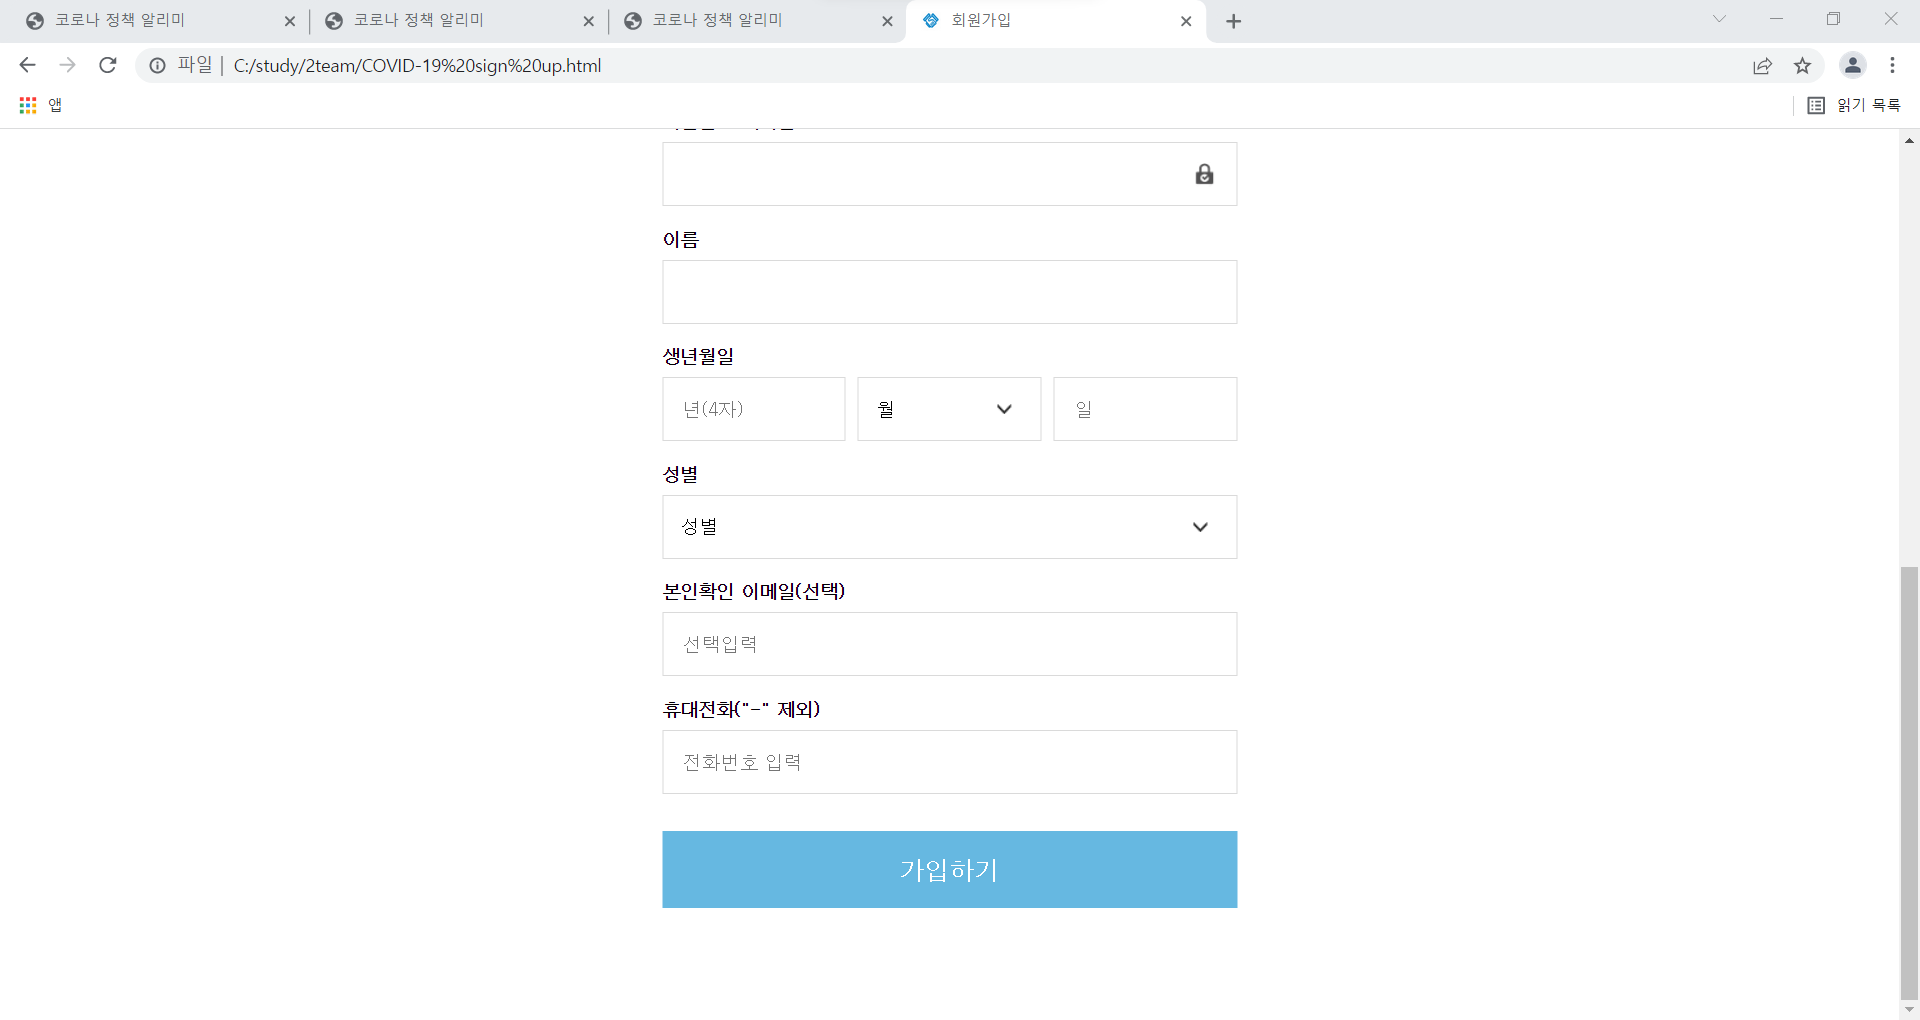 코로나 정책 알리미
코로나 정책 알리미
코로나 정책 알리미
회원가입
파일 | C:/study/2team/COVID-19%20sign%20up.html
앱
읽기 목록
이름
생년월일
년(4자)
월
일
성별
성별
본인확인 이메일(선택)
선택입력
휴대전화("-" 제외)
전화번호 입력
가입하기